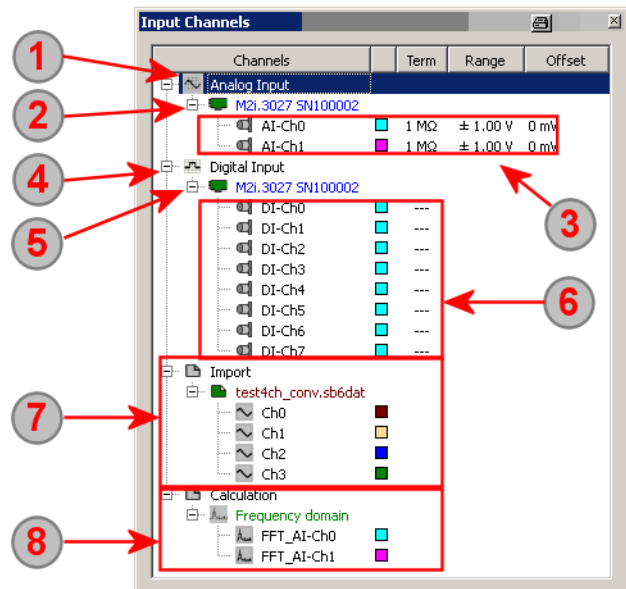 Input Channels
Channels Term Range Offset
1
Analog Input
2
M2i.3027 SN100002
AI-Ch0 1 MΩ ± 1.00 V 0 mV
AI-Ch1 1 MΩ ± 1.00 V 0 mV
3
4
Digital Input
5
M2i.3027 SN100002
DI-Ch0 ---
DI-Ch1 ---
DI-Ch2 ---
DI-Ch3 ---
DI-Ch4 ---
6
DI-Ch5 ---
DI-Ch6 ---
DI-Ch7 ---
7
Import
test4ch_conv.sb6dat
Ch0
Ch1
Ch2
Ch3
8
Calculation
Frequency domain
FFT_AI-Ch0
FFT_AI-Ch1